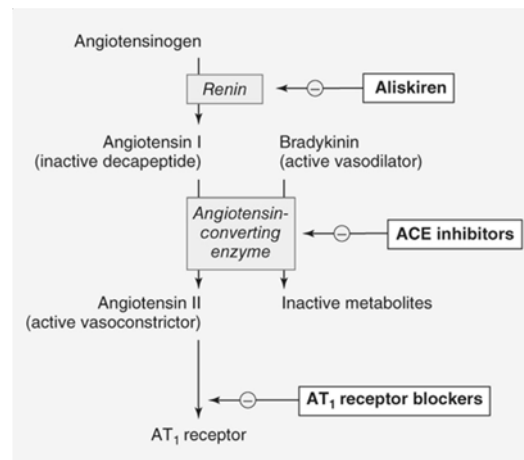 Angiotensinogen
Renin
Aliskiren
Angiotensin I
(inactive decapeptide)
Bradykinin
(active vasodilator)
Angiotensin-
converting
enzyme
ACE inhibitors
Angiotensin II
(active vasoconstrictor)
Inactive metabolites
AT₁ receptor blockers
AT₁ receptor